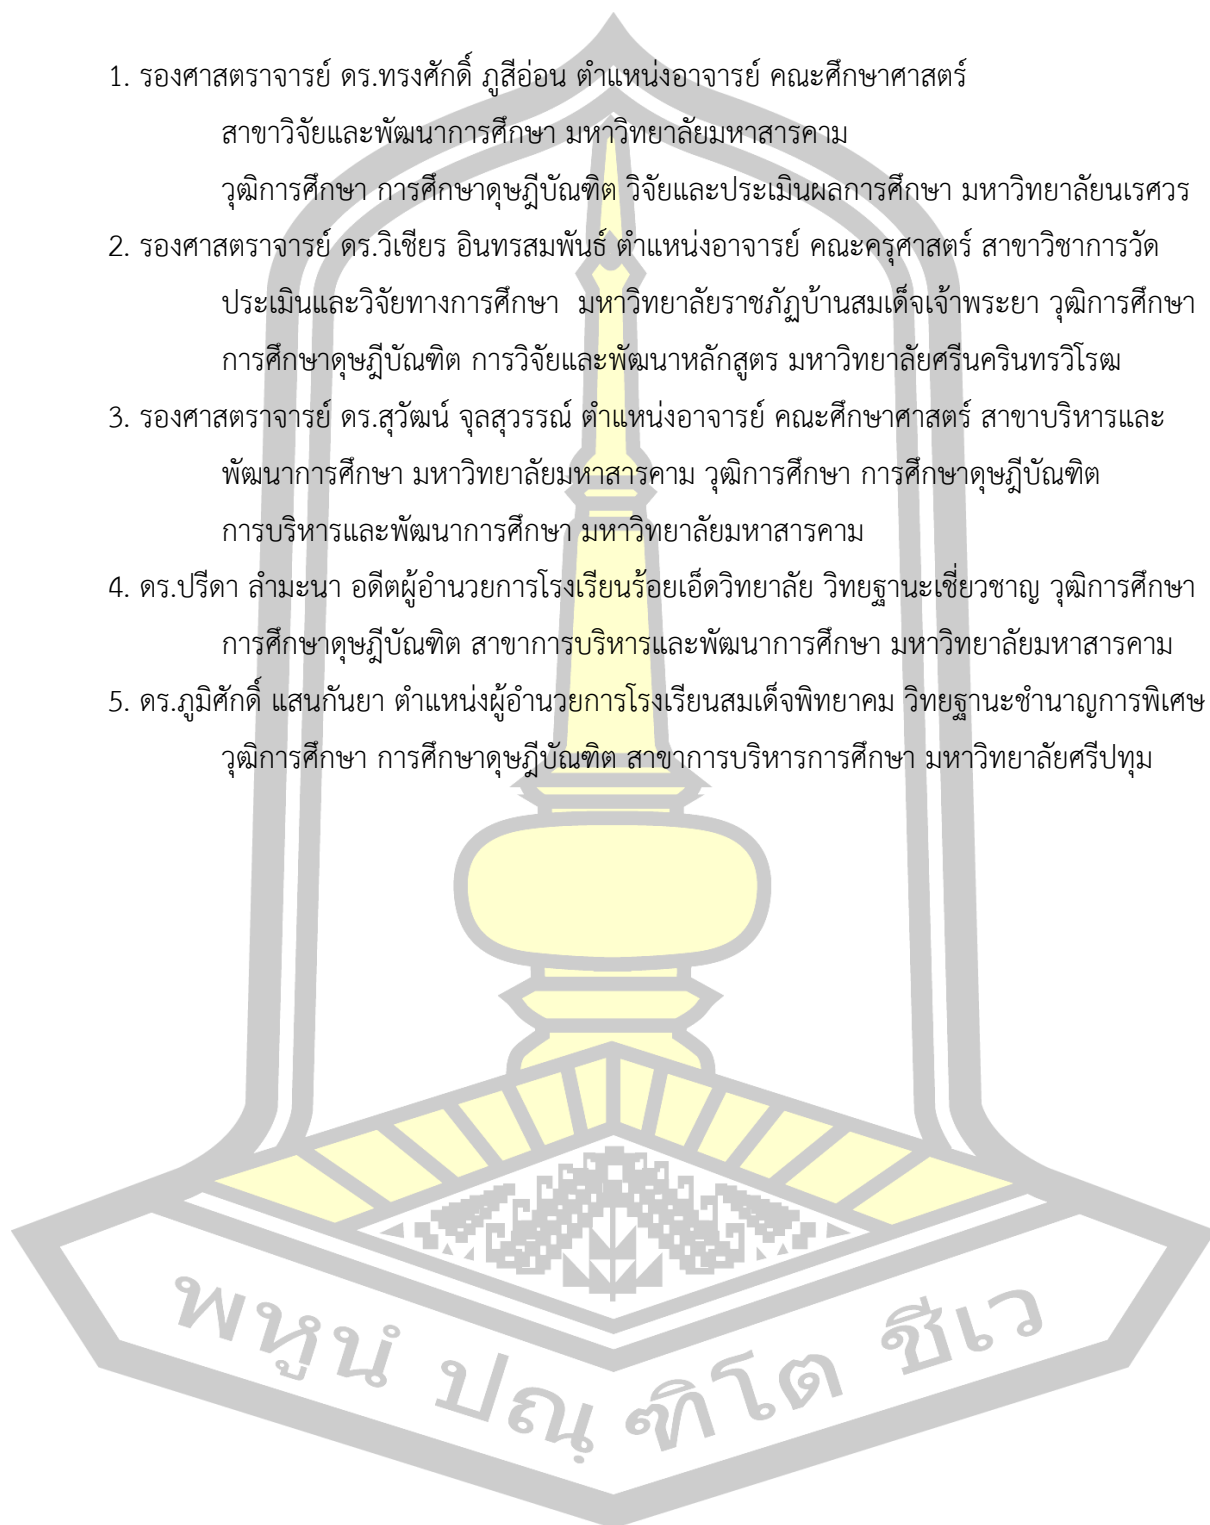 1. รองศาสตราจารย์ ดร.ทรงศักดิ์ ภูสีอ่อน ตำแหน่งอาจารย์ คณะศึกษาศาสตร์
สาขาวิจัยและพัฒนาการศึกษา มหาวิทยาลัยมหาสารคาม
วุฒิการศึกษา การศึกษาดุษฎีบัณฑิต วิจัยและประเมินผลการศึกษา มหาวิทยาลัยนเรศวร
2. รองศาสตราจารย์ ดร.วิเชียร อินทรสมพันธ์ ตำแหน่งอาจารย์ คณะครุศาสตร์ สาขาวิชาการวัด
ประเมินและวิจัยทางการศึกษา มหาวิทยาลัยราชภัฏบ้านสมเด็จเจ้าพระยา วุฒิการศึกษา
การศึกษาดุษฎีบัณฑิต การวิจัยและพัฒนาหลักสูตร มหาวิทยาลัยศรีนครินทรวิโรฒ
3. รองศาสตราจารย์ ดร.สุวัฒน์ จุลสุวรรณ์ ตำแหน่งอาจารย์ คณะศึกษาศาสตร์ สาขาบริหารและ
พัฒนาการศึกษา มหาวิทยาลัยมหาสารคาม วุฒิการศึกษา การศึกษาดุษฎีบัณฑิต
การบริหารและพัฒนาการศึกษา มหาวิทยาลัยมหาสารคาม
4. ดร.ปรีดา ลำมะนา อดีตผู้อำนวยการโรงเรียนร้อยเอ็ดวิทยาลัย วิทยฐานะเชี่ยวชาญ วุฒิการศึกษา
การศึกษาดุษฎีบัณฑิต สาขาการบริหารและพัฒนาการศึกษา มหาวิทยาลัยมหาสารคาม
5. ดร.ภูมิศักดิ์ แสนกันยา ตำแหน่งผู้อำนวยการโรงเรียนสมเด็จพิทยาคม วิทยฐานะชำนาญการพิเศษ
วุฒิการศึกษา การศึกษาดุษฎีบัณฑิต สาขาการบริหารการศึกษา มหาวิทยาลัยศรีปทุม
พหูนํ ปณฺ ฑิโต ชีเว